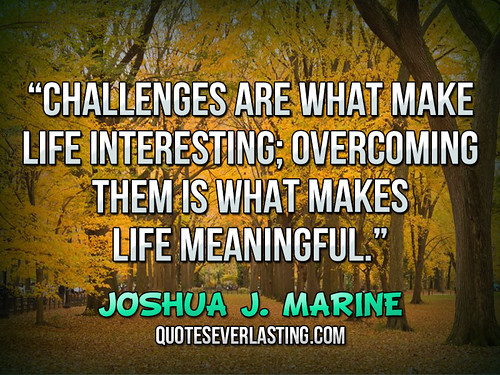 “CHALLENGES ARE WHAT MAKE
LIFE INTERESTING; OVERCOMING
THEM IS WHAT MAKES
LIFE MEANINGFUL.”
JOSHUA J. MARINE
QUOTESEVERLASTING.COM